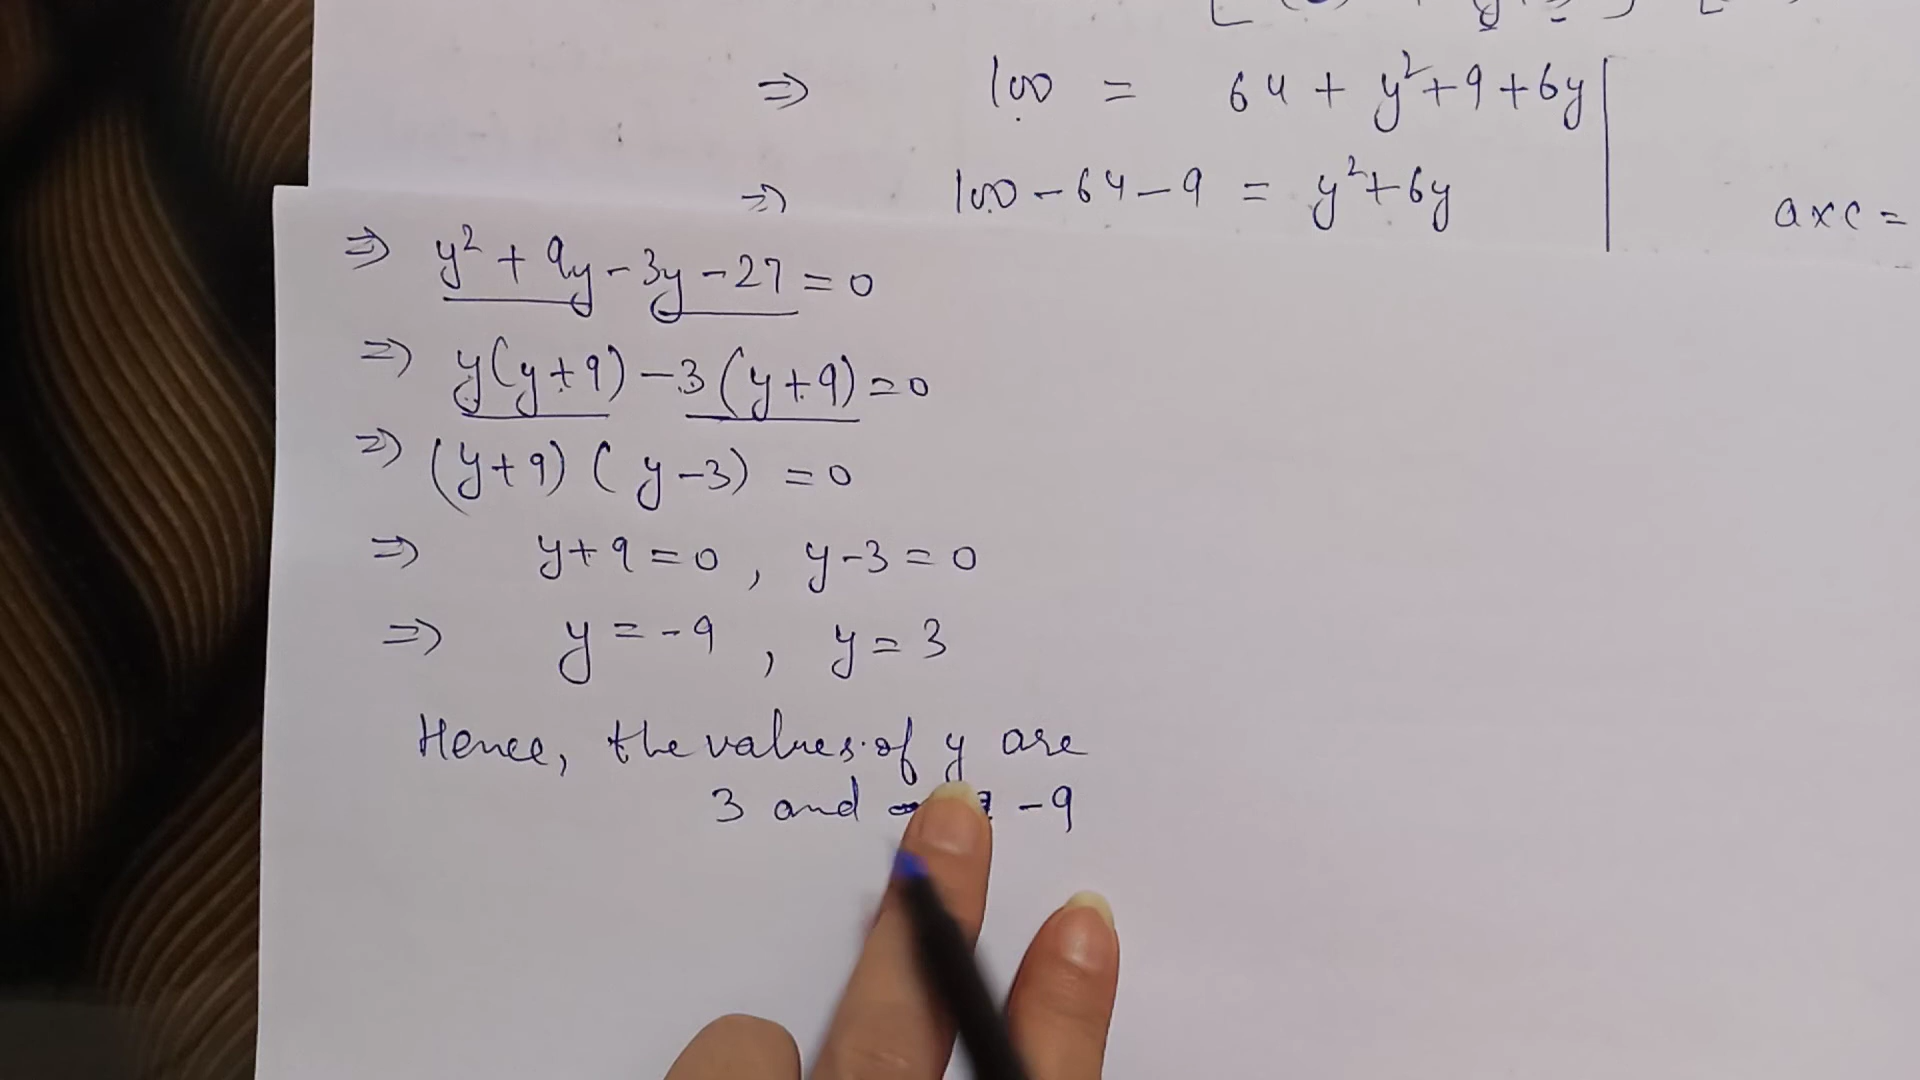 ⇒ 100 = 64 + y²+9+6y
⇒ 100-64-9 = y²+6y
axc =
⇒ y² + 9y - 3y - 27 = 0
⇒ y(y+9) -3(y+9) = 0
⇒ (y+9) (y-3) = 0
⇒ y+9=0, y-3=0
⇒ y = -9, y = 3
Hence, the values of y are
3 and -9